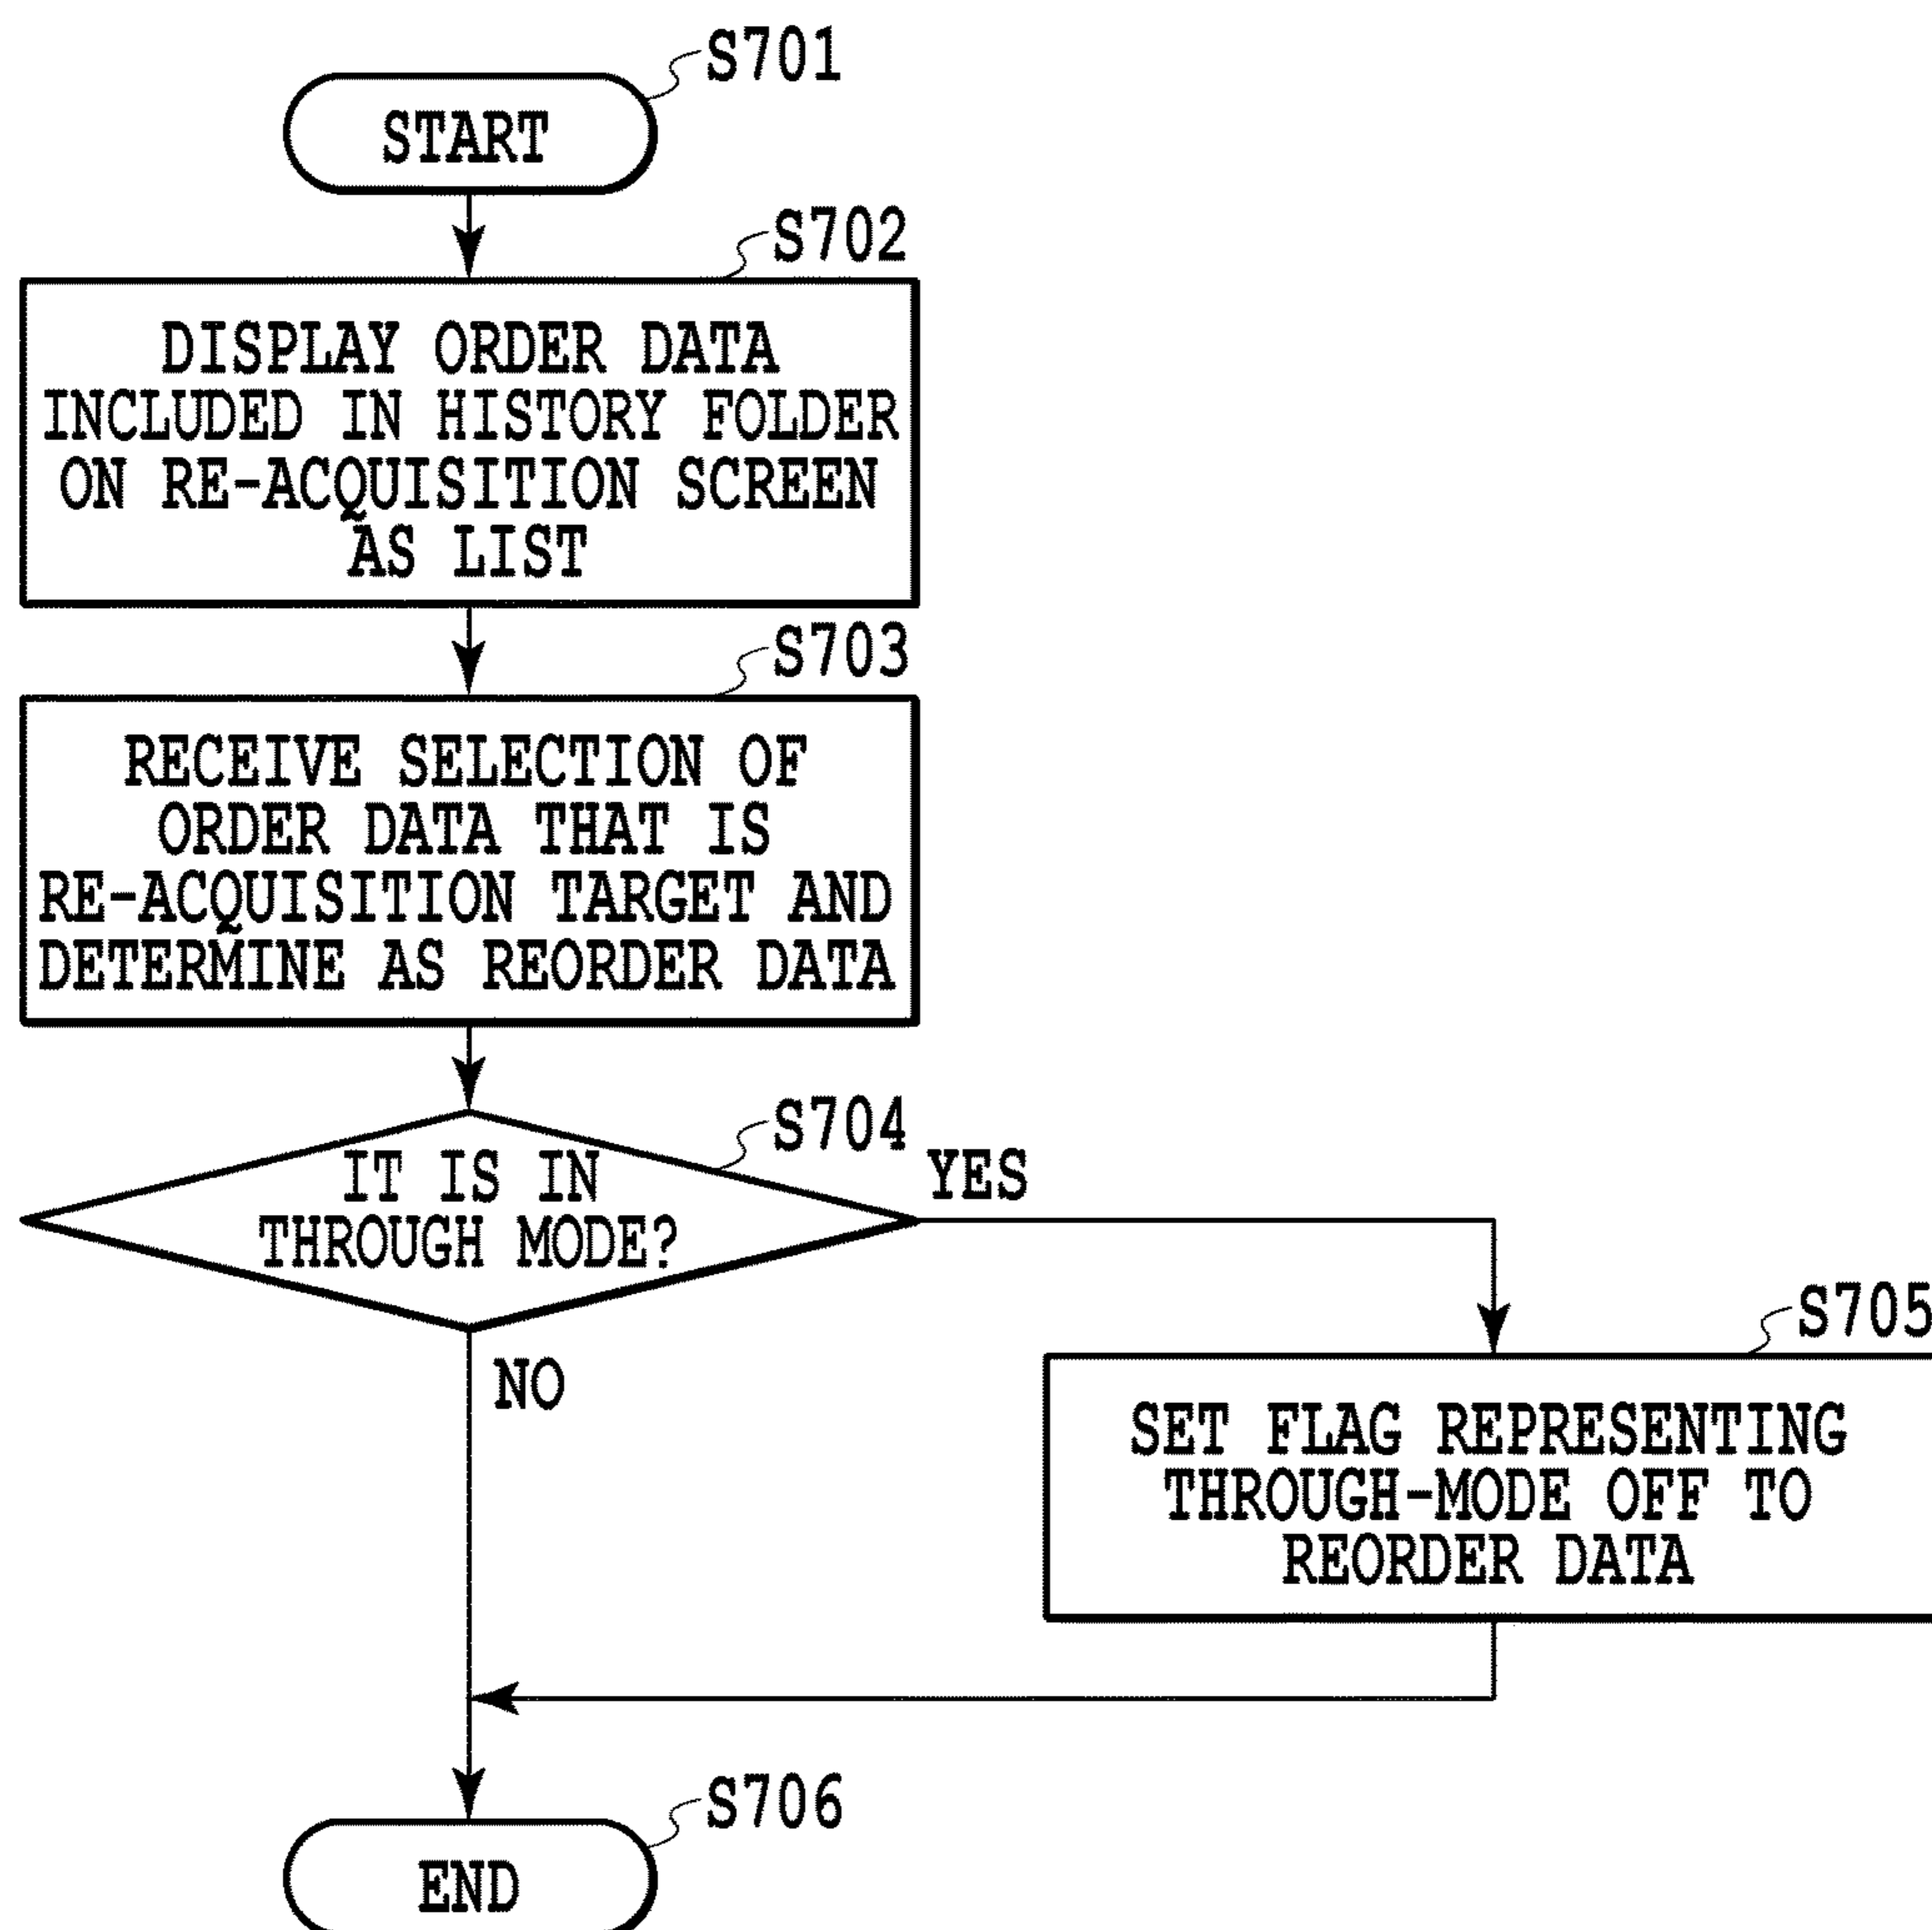 S701
START
S702
DISPLAY ORDER DATA
INCLUDED IN HISTORY FOLDER
ON RE-ACQUISITION SCREEN
AS LIST
S703
RECEIVE SELECTION OF
ORDER DATA THAT IS
RE-ACQUISITION TARGET AND
DETERMINE AS REORDER DATA
S704
IT IS IN
THROUGH MODE?
YES
NO
S705
SET FLAG REPRESENTING
THROUGH-MODE OFF TO
REORDER DATA
S706
END